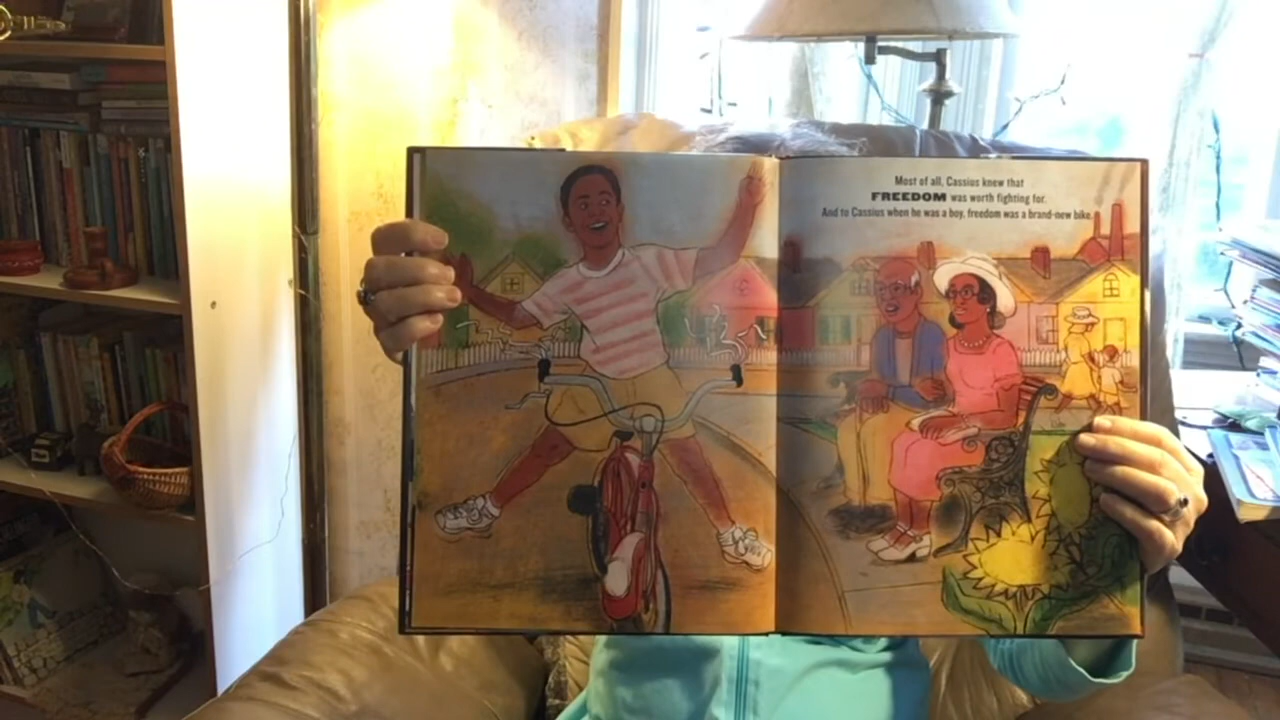 Most of all, Cassius knew that
FREEDOM was worth fighting for.
And to Cassius when he was a boy, freedom was a brand-new bike.